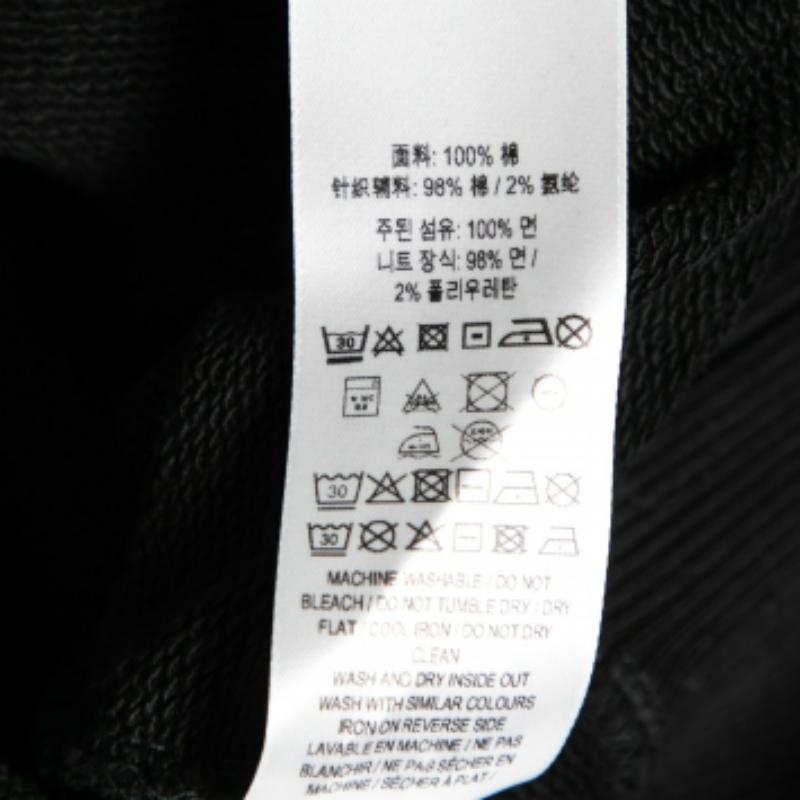 面料: 100% 棉
针织辅料: 98% 棉 / 2% 氨纶
주된 섬유: 100% 면
니트 장식: 98% 면 /
2% 폴리우레탄
30
30
30
MACHINE WASHABLE / DO NOT
BLEACH / DO NOT TUMBLE DRY / DRY
FLAT / COOL IRON / DO NOT DRY
CLEAN
WASH AND DRY INSIDE OUT
WASH WITH SIMILAR COLOURS
IRON ON REVERSE SIDE
LAVABLE EN MACHINE / NE PAS
BLANCHIR / NE PAS SÉCHER EN
MACHINE / SÉCHER À PLAT /